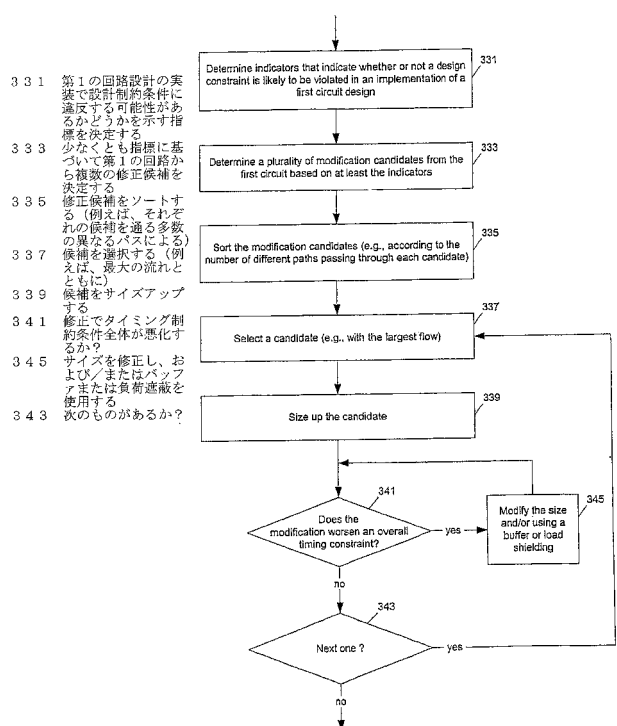 331 第1の回路設計の実
装で設計制約条件に
違反する可能性があ
るかどうかを示す指
標を決定する
333 少なくとも指標に基
づいて第1の回路か
ら複数の修正候補を
決定する
335 修正候補をソートす
る(例えば、それぞ
れの候補を通る多数
の異なるパスによる)
337 候補を選択する(例
えば、最大の流れと
ともに)
339 候補をサイズアップ
する
341 修正でタイミング制
約条件全体が悪化す
るか?
345 サイズを修正し、お
よび/またはバッフ
ァまたは負荷遮蔽を
使用する
343 次のものがあるか?
331
Determine indicators that indicate whether or not a design
constraint is likely to be violated in an implementation of a
first circuit design
333
Determine a plurality of modification candidates from the
first circuit based on at least the indicators
335
Sort the modification candidates (e.g., according to the
number of different paths passing through each candidate)
337
Select a candidate (e.g., with the largest flow)
339
Size up the candidate
341
Does the
modification worsen an overall
timing constraint?
yes
345
Modify the size
and/or using a
buffer or load
shielding
no
343
Next one ?
yes
no